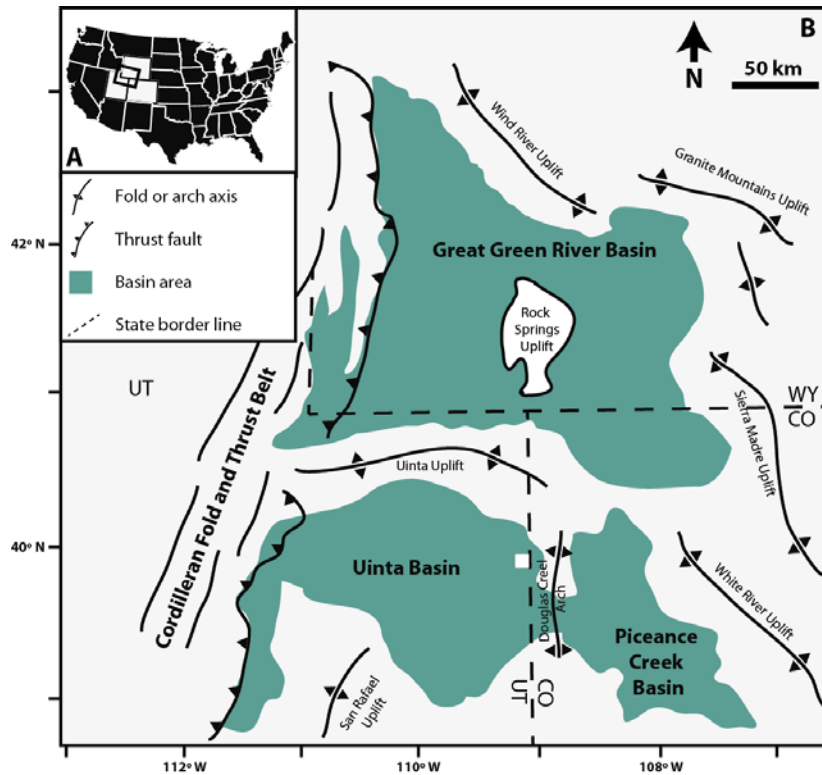 A
B
N
50 km
Fold or arch axis
Thrust fault
Basin area
State border line
42° N
40° N
112° W
110° W
108° W
UT
WY
CO
CO
UT
Wind River Uplift
Granite Mountains Uplift
Great Green River Basin
Rock
Springs
Uplift
Sierra Madre Uplift
Cordilleran Fold and Thrust Belt
Uinta Uplift
Uinta Basin
Douglas Creel
Arch
Piceance
Creek
Basin
White River Uplift
San Rafael
Uplift